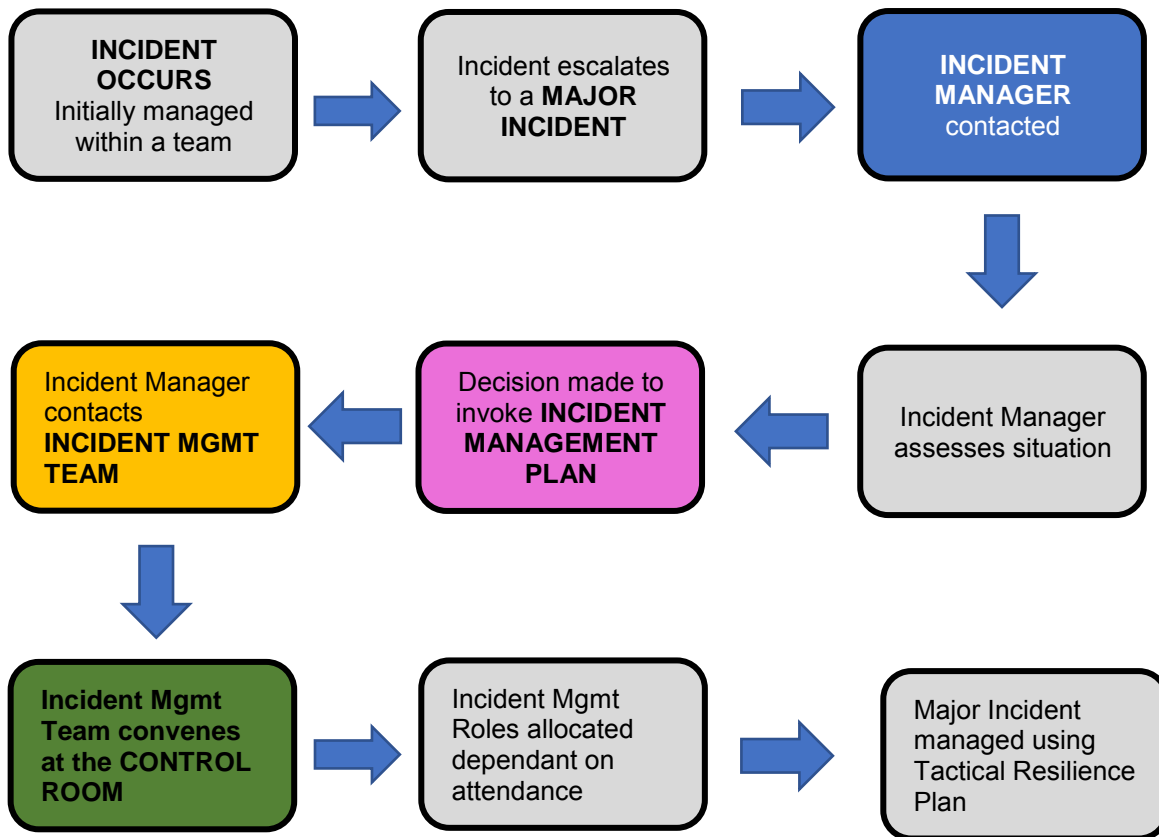 INCIDENT
OCCURS
Initially managed
within a team
Incident escalates
to a MAJOR
INCIDENT
INCIDENT
MANAGER
contacted
Incident Manager
assesses situation
Decision made to
invoke INCIDENT
MANAGEMENT
PLAN
Incident Manager
contacts
INCIDENT MGMT
TEAM
Incident Mgmt
Team convenes
at the CONTROL
ROOM
Incident Mgmt
Roles allocated
dependant on
attendance
Major Incident
managed using
Tactical Resilience
Plan